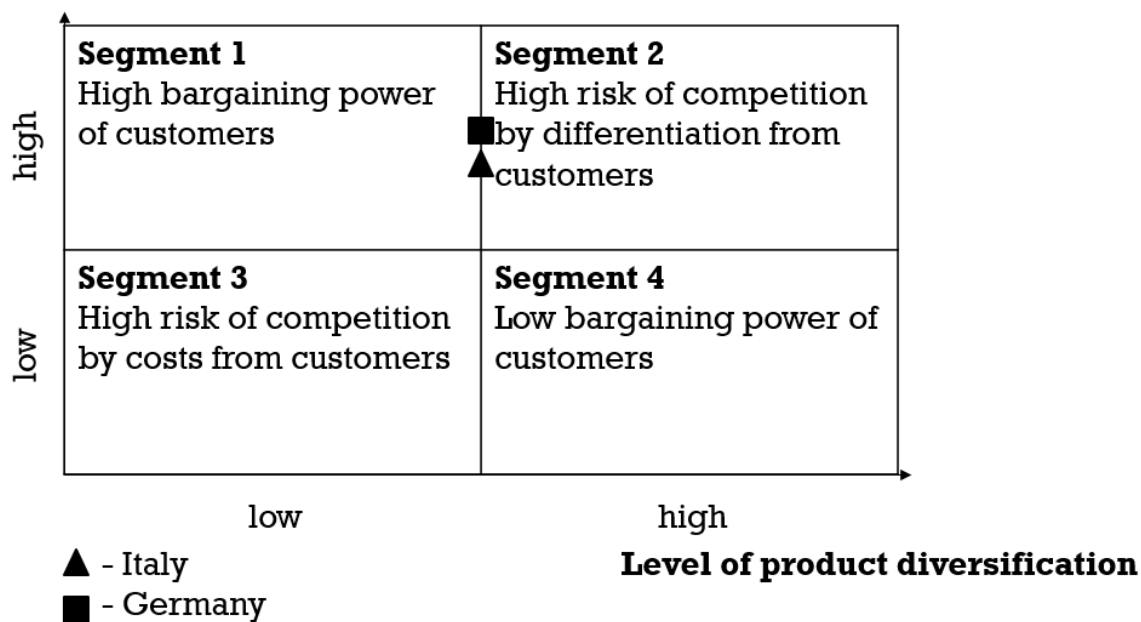 high
Segment 1
High bargaining power
of customers
Segment 2
High risk of competition
by differentiation from
customers
low
Segment 3
High risk of competition
by costs from customers
Segment 4
Low bargaining power of
customers
low
high
- Italy
Level of product diversification
- Germany